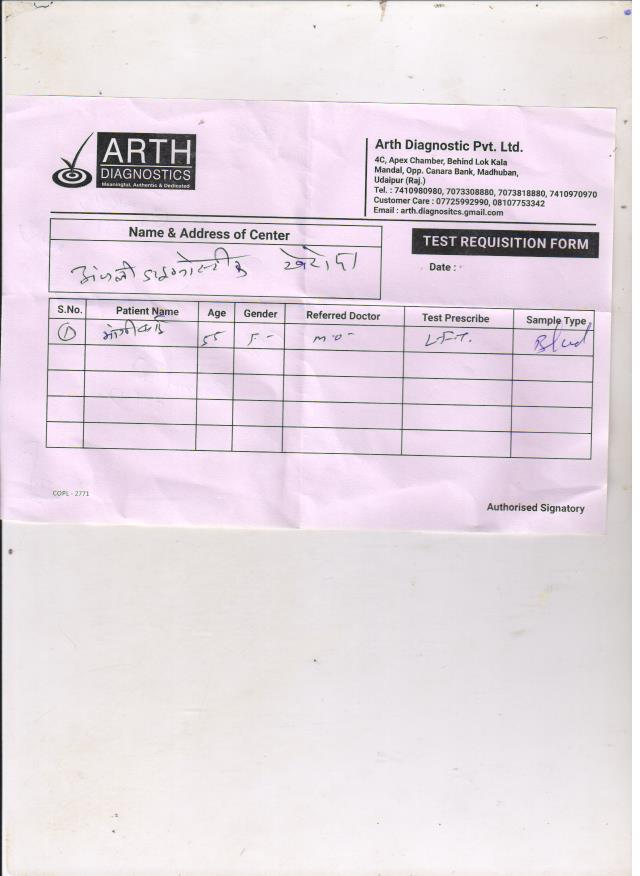 ARTH
DIAGNOSTICS
Meaningful, Authentic & Dedicated
Arth Diagnostic Pvt. Ltd.
4C, Apex Chamber, Behind Lok Kala
Mandal, Opp. Canara Bank, Madhuban,
Udaipur (Raj.)
Tel. : 7410980980, 7073308880, 7073818880, 7410970970
Customer Care : 07725992990, 08107753342
Email : arth.diagnositcs.gmail.com
Name & Address of Center
TEST REQUISITION FORM
Date :
S.No. Patient Name Age Gender Referred Doctor Test Prescribe Sample Type
1 55 F- M.O- L.F.T. Blud
COPL - 2771
Authorised Signatory